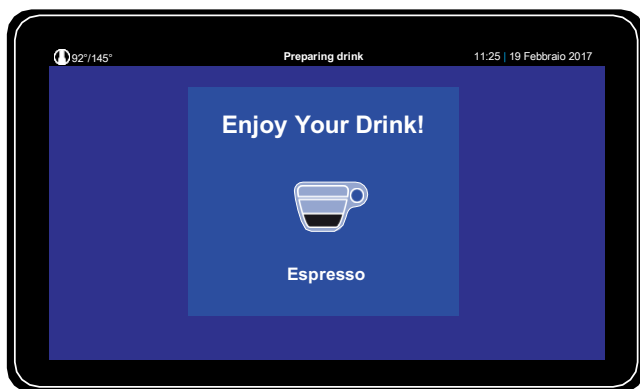 92°/145°
Preparing drink
11:25 | 19 Febbraio 2017
Enjoy Your Drink!
Espresso